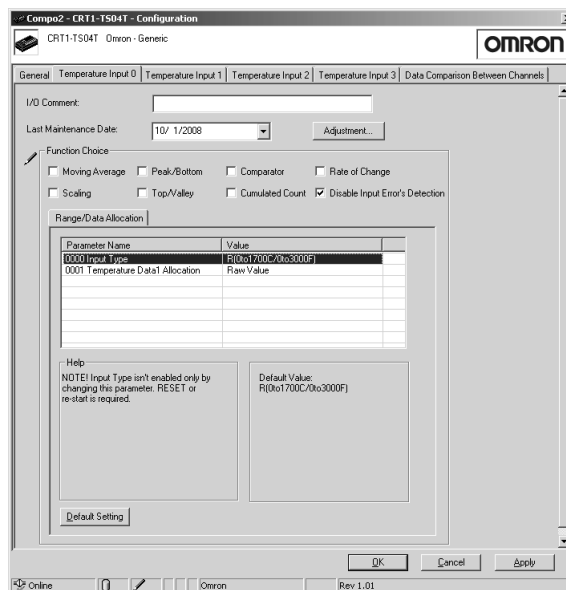 Compo2 - CRT1-TS04T - Configuration
CRT1-TS04T Omron - Generic
OMRON
General Temperature Input 0 Temperature Input 1 Temperature Input 2 Temperature Input 3 Data Comparison Between Channels
I/O Comment:
Last Maintenance Date: 10/ 1/2008 Adjustment...
Function Choice
Moving Average Peak/Bottom Comparator Rate of Change
Scaling Top/Valley Cumulated Count Disable Input Error's Detection
Range/Data Allocation
Parameter Name Value
0000 Input Type R(0to1700C/0to3000F)
0001 Temperature Data1 Allocation Raw Value
Help
NOTE! Input Type isn't enabled only by
changing this parameter. RESET or
re-start is required.
Default Value:
R(0to1700C/0to3000F)
Default Setting
OK Cancel Apply
Online Omron Rev 1.01